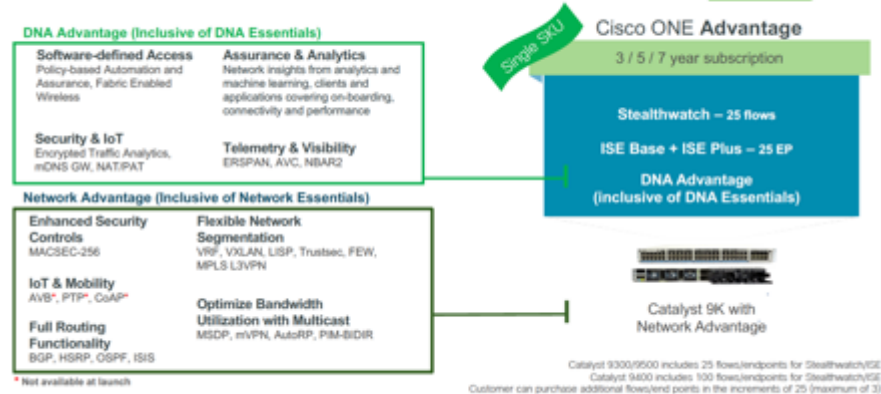 DNA Advantage (Inclusive of DNA Essentials)
Software-defined Access
Policy-based Automation and
Assurance, Fabric Enabled
Wireless
Assurance & Analytics
Network insights from analytics and
machine learning, clients and
applications covering on-boarding,
connectivity and performance
Security & IoT
Encrypted Traffic Analytics,
mDNS GW, NAT/PAT
Telemetry & Visibility
ERSPAN, AVC, NBAR2
Network Advantage (Inclusive of Network Essentials)
Enhanced Security
Controls
MACSEC-256
Flexible Network
Segmentation
VRF, VXLAN, LISP, Trustsec, FEW,
MPLS L3VPN
IoT & Mobility
AVB*, PTP*, CoAP*
Optimize Bandwidth
Utilization with Multicast
MSDP, mVPN, AutoRP, PIM-BIDIR
Full Routing
Functionality
BGP, HSRP, OSPF, ISIS
* Not available at launch
Single SKU
Cisco ONE Advantage
3 / 5 / 7 year subscription
Stealthwatch – 25 flows
ISE Base + ISE Plus – 25 EP
DNA Advantage
(inclusive of DNA Essentials)
Catalyst 9K with
Network Advantage
Catalyst 9300/9500 includes 25 flows/endpoints for Stealthwatch/ISE
Catalyst 9400 includes 100 flows/endpoints for Stealthwatch/ISE
Customer can purchase additional flows/end points in the increments of 25 (maximum of 3)